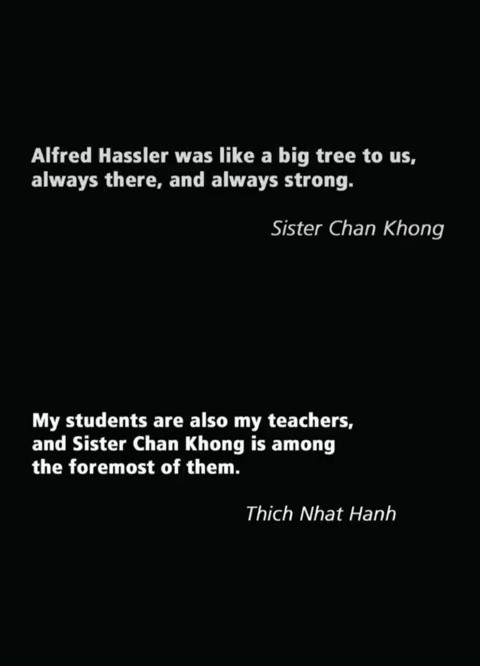 Alfred Hassler was like a big tree to us,
always there, and always strong.
Sister Chan Khong
My students are also my teachers,
and Sister Chan Khong is among
the foremost of them.
Thich Nhat Hanh